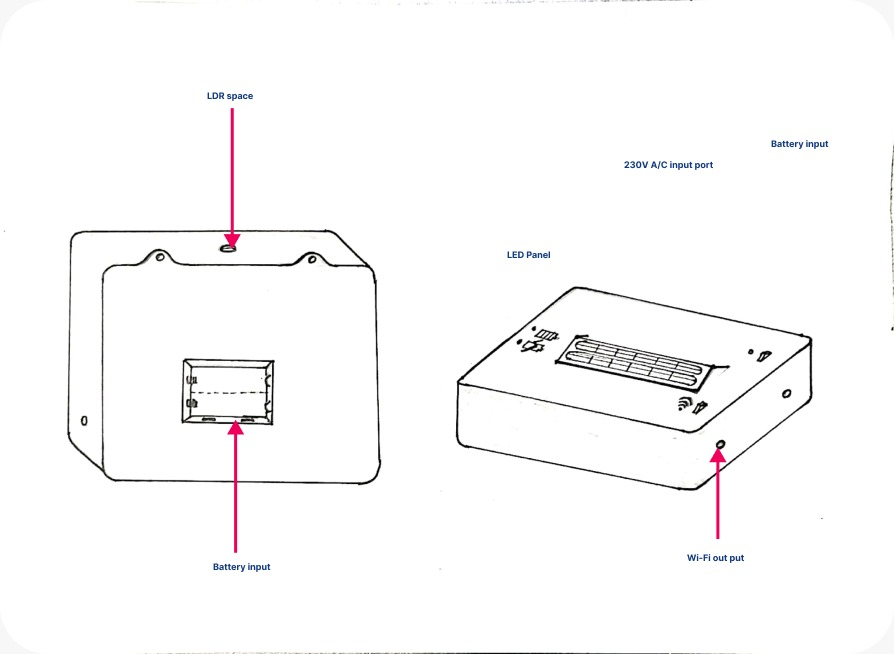 LDR space
Battery input
230V A/C input port
LED Panel
Battery input
Wi-Fi out put